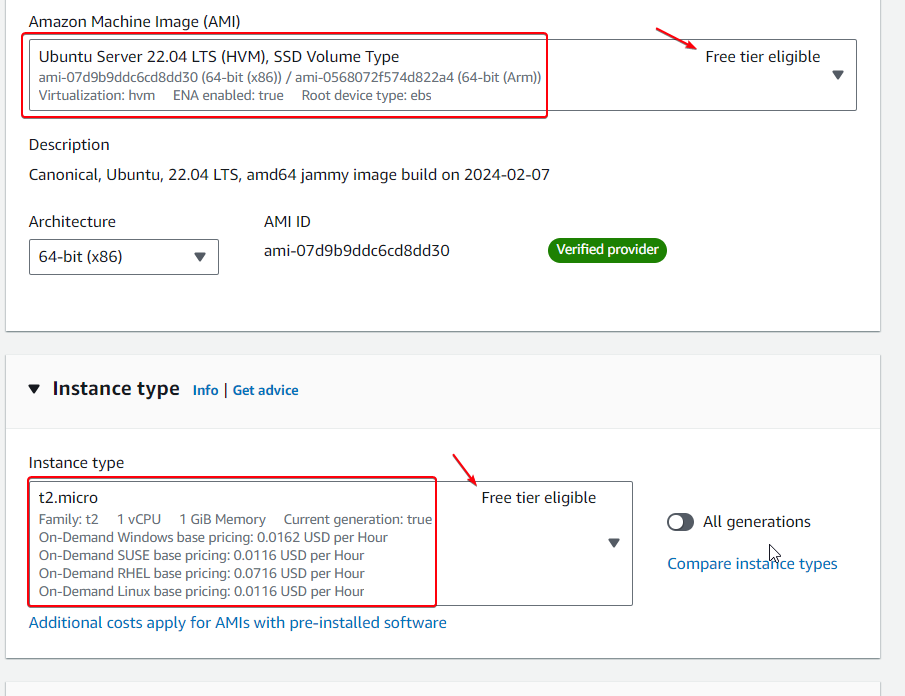 Amazon Machine Image (AMI)
Ubuntu Server 22.04 LTS (HVM), SSD Volume Type
Free tier eligible
ami-07d9b9ddc6cd8dd30 (64-bit (x86)) / ami-0568072f574d822a4 (64-bit (Arm))
Virtualization: hvm ENA enabled: true Root device type: ebs
Description
Canonical, Ubuntu, 22.04 LTS, amd64 jammy image build on 2024-02-07
Architecture AMI ID
64-bit (x86) ami-07d9b9ddc6cd8dd30 Verified provider
Instance type Info | Get advice
Instance type
t2.micro Free tier eligible
Family: t2 1 vCPU 1 GiB Memory Current generation: true
On-Demand Windows base pricing: 0.0162 USD per Hour
On-Demand SUSE base pricing: 0.0116 USD per Hour
On-Demand RHEL base pricing: 0.0716 USD per Hour
On-Demand Linux base pricing: 0.0116 USD per Hour
All generations
Compare instance types
Additional costs apply for AMIs with pre-installed software